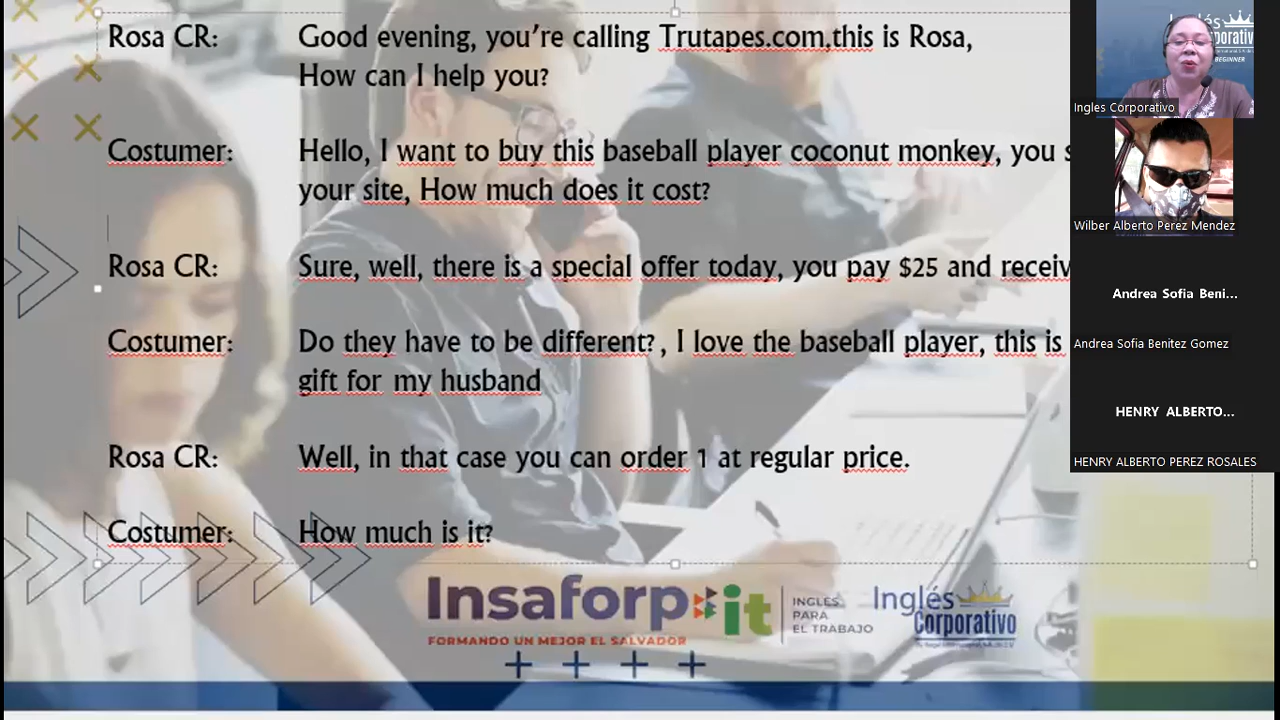 Rosa CR: Good evening, you're calling Trutapes.com,this is Rosa,
How can I help you?
Costumer: Hello, I want to buy this baseball player coconut monkey, you
your site, How much does it cost?
Rosa CR: Sure, well, there is a special offer today, you pay $25 and
Costumer: Do they have to be different?, I love the baseball player, this is
gift for my husband
Rosa CR: Well, in that case you can order 1 at regular price.
Costumer: How much is it?
Insaforp it
FORMANDO UN MEJOR EL SALVADOR
INGLES
PARA
EL TRABAJO
Inglés
Corporativo
BEGINNER
Ingles Corporativo
Wilber Alberto Perez Mendez
Andrea Sofia Beni...
Andrea Sofia Benitez Gomez
HENRY ALBERTO...
HENRY ALBERTO PEREZ ROSALES